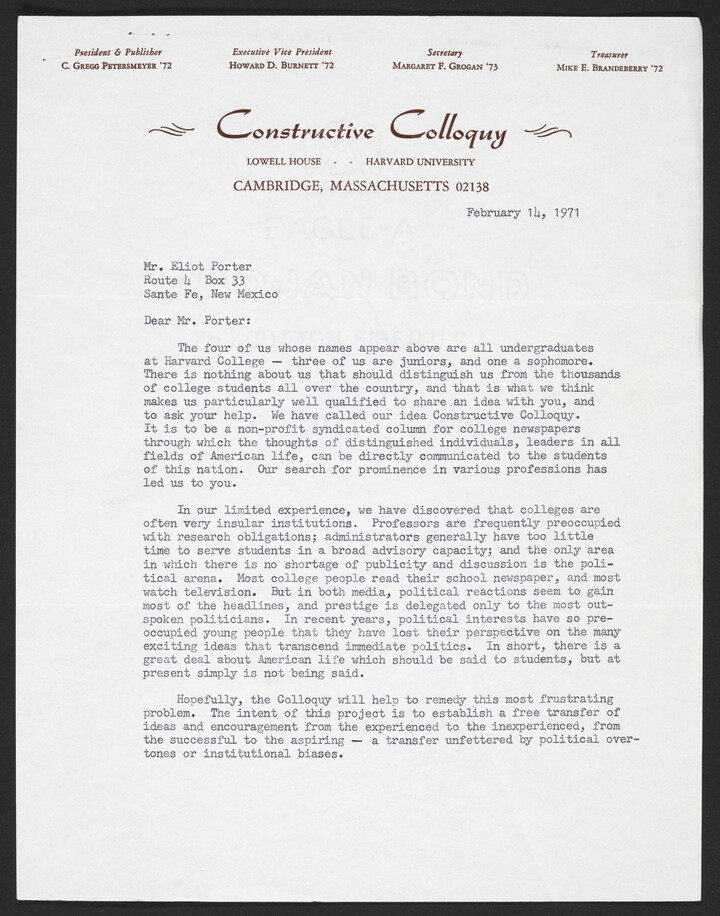 President & Publisher
C. Gregg Petersmeyer '72
Executive Vice President
Howard D. Burnett '72
Secretary
Margaret F. Grogan '73
Treasurer
Mike E. Brandeberry '72
Constructive Colloquy
LOWELL HOUSE - - HARVARD UNIVERSITY
CAMBRIDGE, MASSACHUSETTS 02138
February 14, 1971
EAGLE-A
BOND
Mr. Eliot Porter
Route 4 Box 33
Sante Fe, New Mexico
Dear Mr. Porter:
The four of us whose names appear above are all undergraduates
at Harvard College — three of us are juniors, and one a sophomore.
There is nothing about us that should distinguish us from the thousands
of college students all over the country, and that is what we think
makes us particularly well qualified to share an idea with you, and
to ask your help. We have called our idea Constructive Colloquy.
It is to be a non-profit syndicated column for college newspapers
through which the thoughts of distinguished individuals, leaders in all
fields of American life, can be directly communicated to the students
of this nation. Our search for prominence in various professions has
led us to you.
In our limited experience, we have discovered that colleges are
often very insular institutions. Professors are frequently preoccupied
with research obligations; administrators generally have too little
time to serve students in a broad advisory capacity; and the only area
in which there is no shortage of publicity and discussion is the poli-
tical arena. Most college people read their school newspaper, and most
watch television. But in both media, political reactions seem to gain
most of the headlines, and prestige is delegated only to the most out-
spoken politicians. In recent years, political interests have so pre-
occupied young people that they have lost their perspective on the many
exciting ideas that transcend immediate politics. In short, there is a
great deal about American life which should be said to students, but at
present simply is not being said.
Hopefully, the Colloquy will help to remedy this most frustrating
problem. The intent of this project is to establish a free transfer of
ideas and encouragement from the experienced to the inexperienced, from
the successful to the aspiring — a transfer unfettered by political over-
tones or institutional biases.